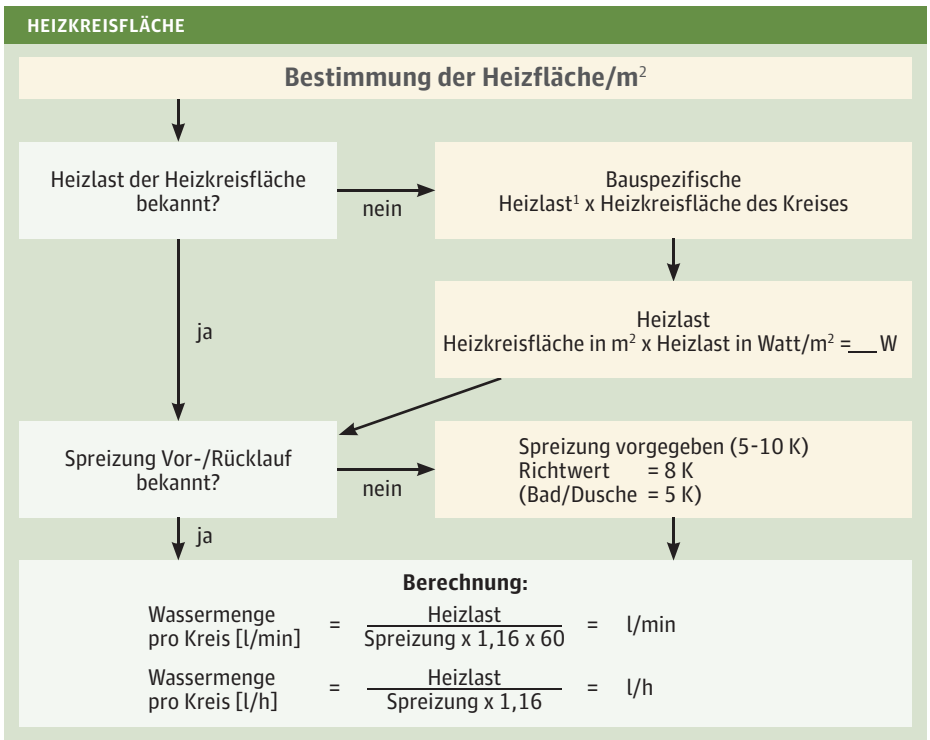 HEIZKREISFLÄCHE
Bestimmung der Heizfläche/m²
Heizlast der Heizkreisfläche
bekannt?
nein
Bauspezifische
Heizlast¹ x Heizkreisfläche des Kreises
ja
Heizlast
Heizkreisfläche in m² x Heizlast in Watt/m² =___ W
Spreizung Vor-/Rücklauf
bekannt?
nein
Spreizung vorgegeben (5-10 K)
Richtwert = 8 K
(Bad/Dusche = 5 K)
ja
Berechnung:
Wassermenge
pro Kreis [l/min]
=
Heizlast
Spreizung x 1,16 x 60
= l/min
Wassermenge
pro Kreis [l/h]
=
Heizlast
Spreizung x 1,16
= l/h